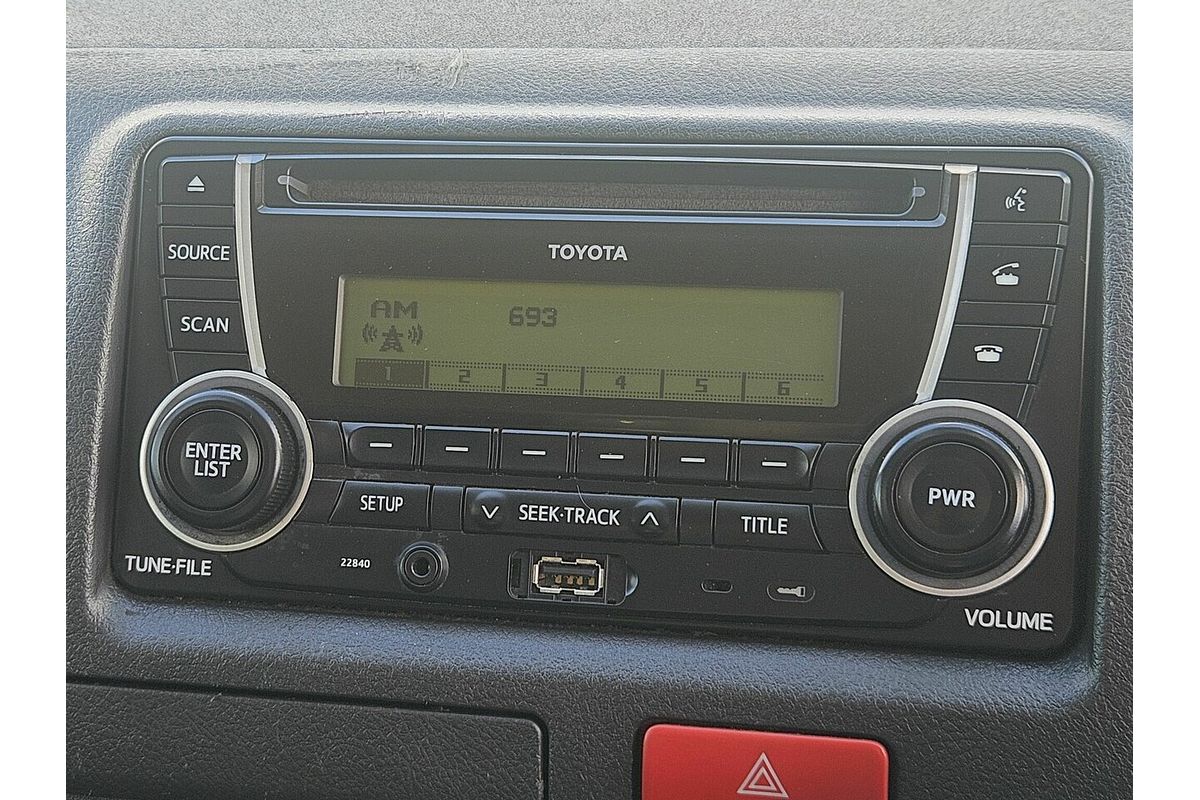 SOURCE
TOYOTA
AM 693
SCAN
1 2 3 4 5 6
ENTER
LIST
PWR
SETUP
SEEK·TRACK
TITLE
TUNE·FILE
22840
VOLUME